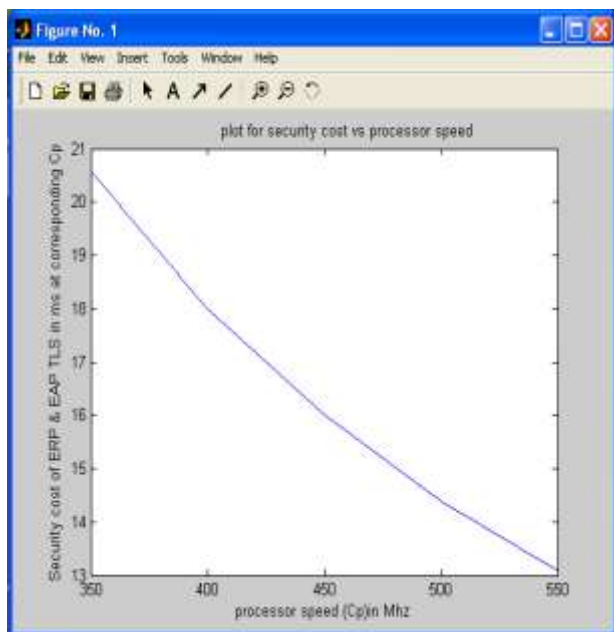 Figure No. 1
File Edit View Insert Tools Window Help
A
plot for security cost vs processor speed
Security cost of ERP & EAP TLS in ms at corresponding Cp
21
20
19
18
17
16
15
14
13
350 400 450 500 550
processor speed (Cp)in Mhz